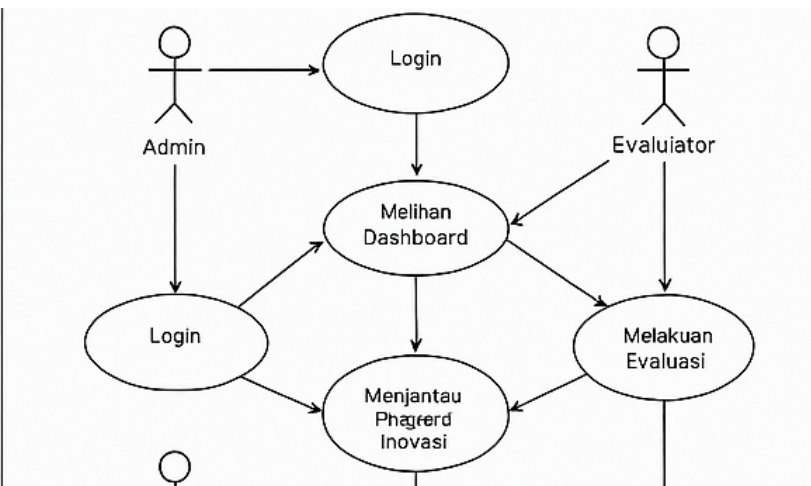 Login
Admin
Evaluiator
Melihan
Dashboard
Login
Melakuan
Evaluasi
Menjantau
Inovasi